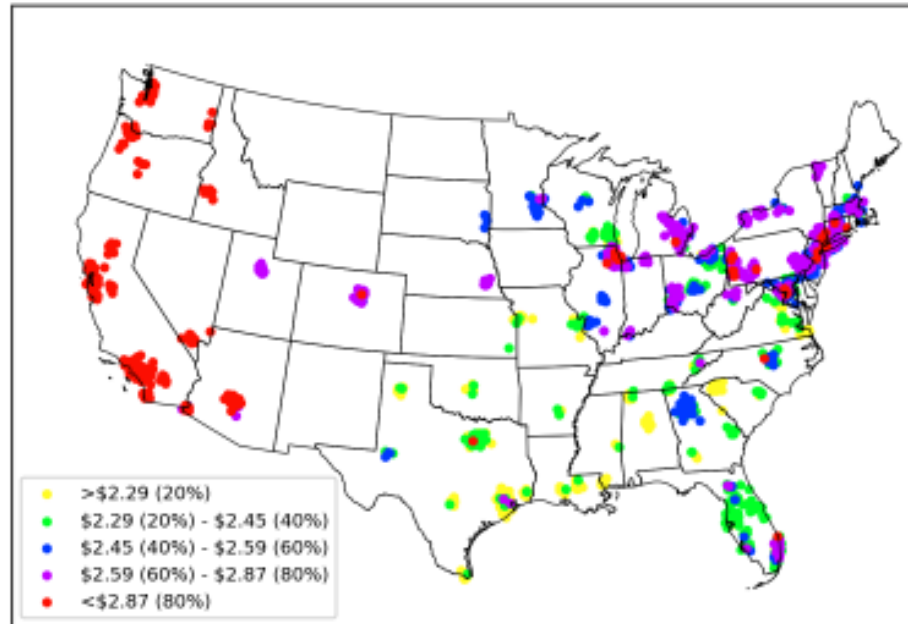 >$2.29 (20%)
$2.29 (20%) - $2.45 (40%)
$2.45 (40%) - $2.59 (60%)
$2.59 (60%) - $2.87 (80%)
<$2.87 (80%)